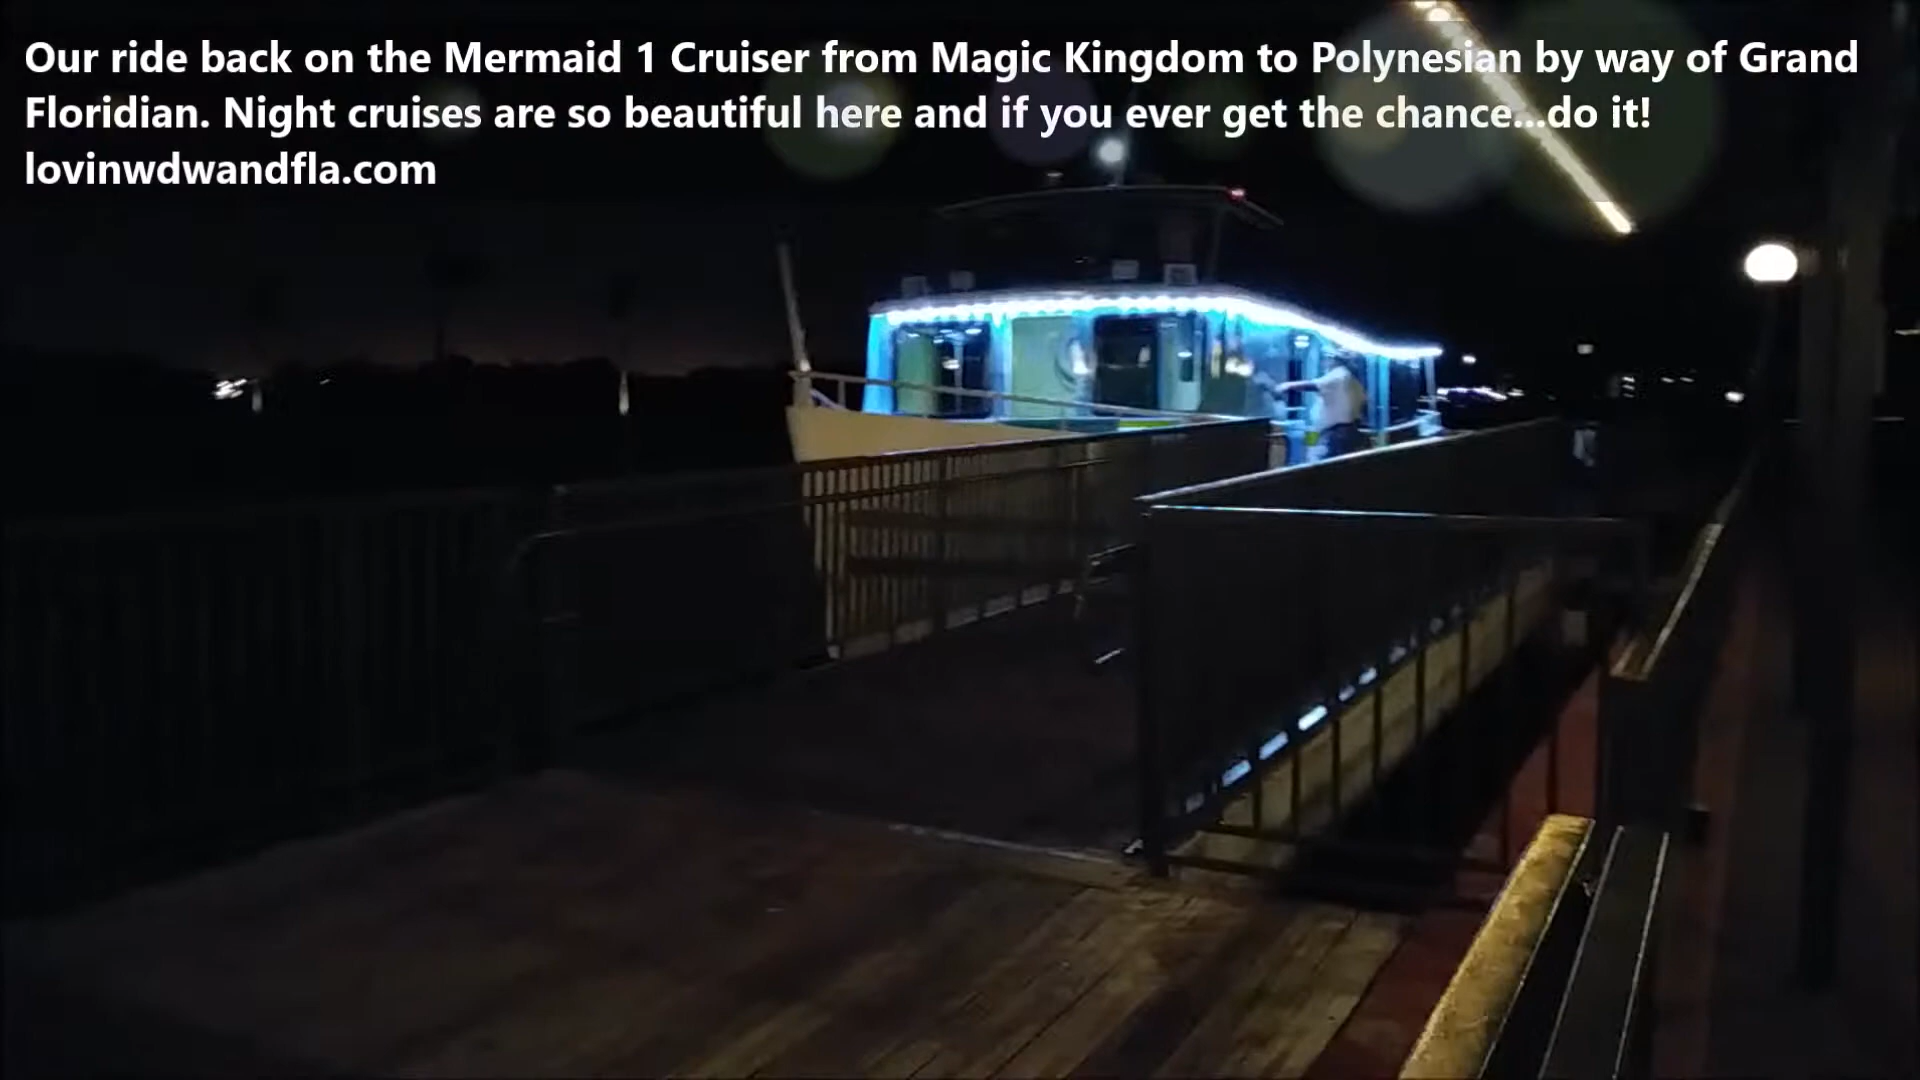 Our ride back on the Mermaid 1 Cruiser from Magic Kingdom to Polynesian by way of Grand
Floridian. Night cruises are so beautiful here and if you ever get the chance...do it!
lovinwdwandfla.com